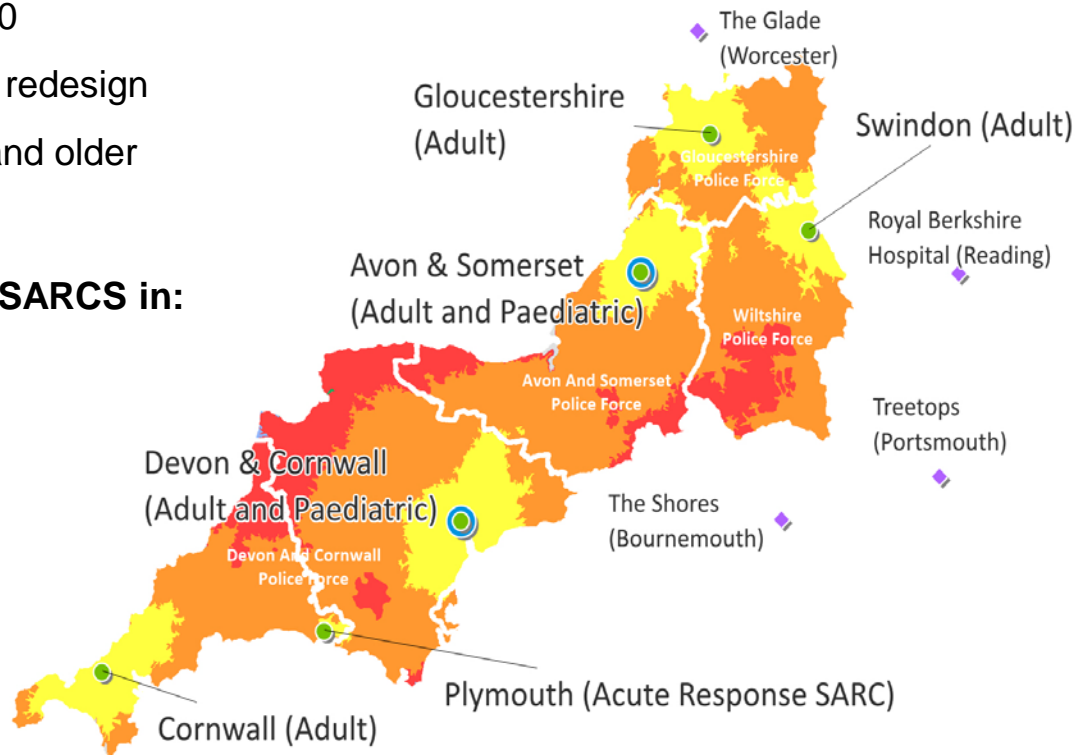 0
redesign
and older
SARCS in:
The Glade
(Worcester)
Gloucestershire
(Adult)
Swindon (Adult)
Gloucestershire
Police Force
Royal Berkshire
Hospital (Reading)
Avon & Somerset
(Adult and Paediatric)
Wiltshire
Police Force
Avon And Somerset
Police Force
Treetops
(Portsmouth)
Devon & Cornwall
(Adult and Paediatric)
The Shores
(Bournemouth)
Devon And Cornwall
Police Force
Plymouth (Acute Response SARC)
Cornwall (Adult)